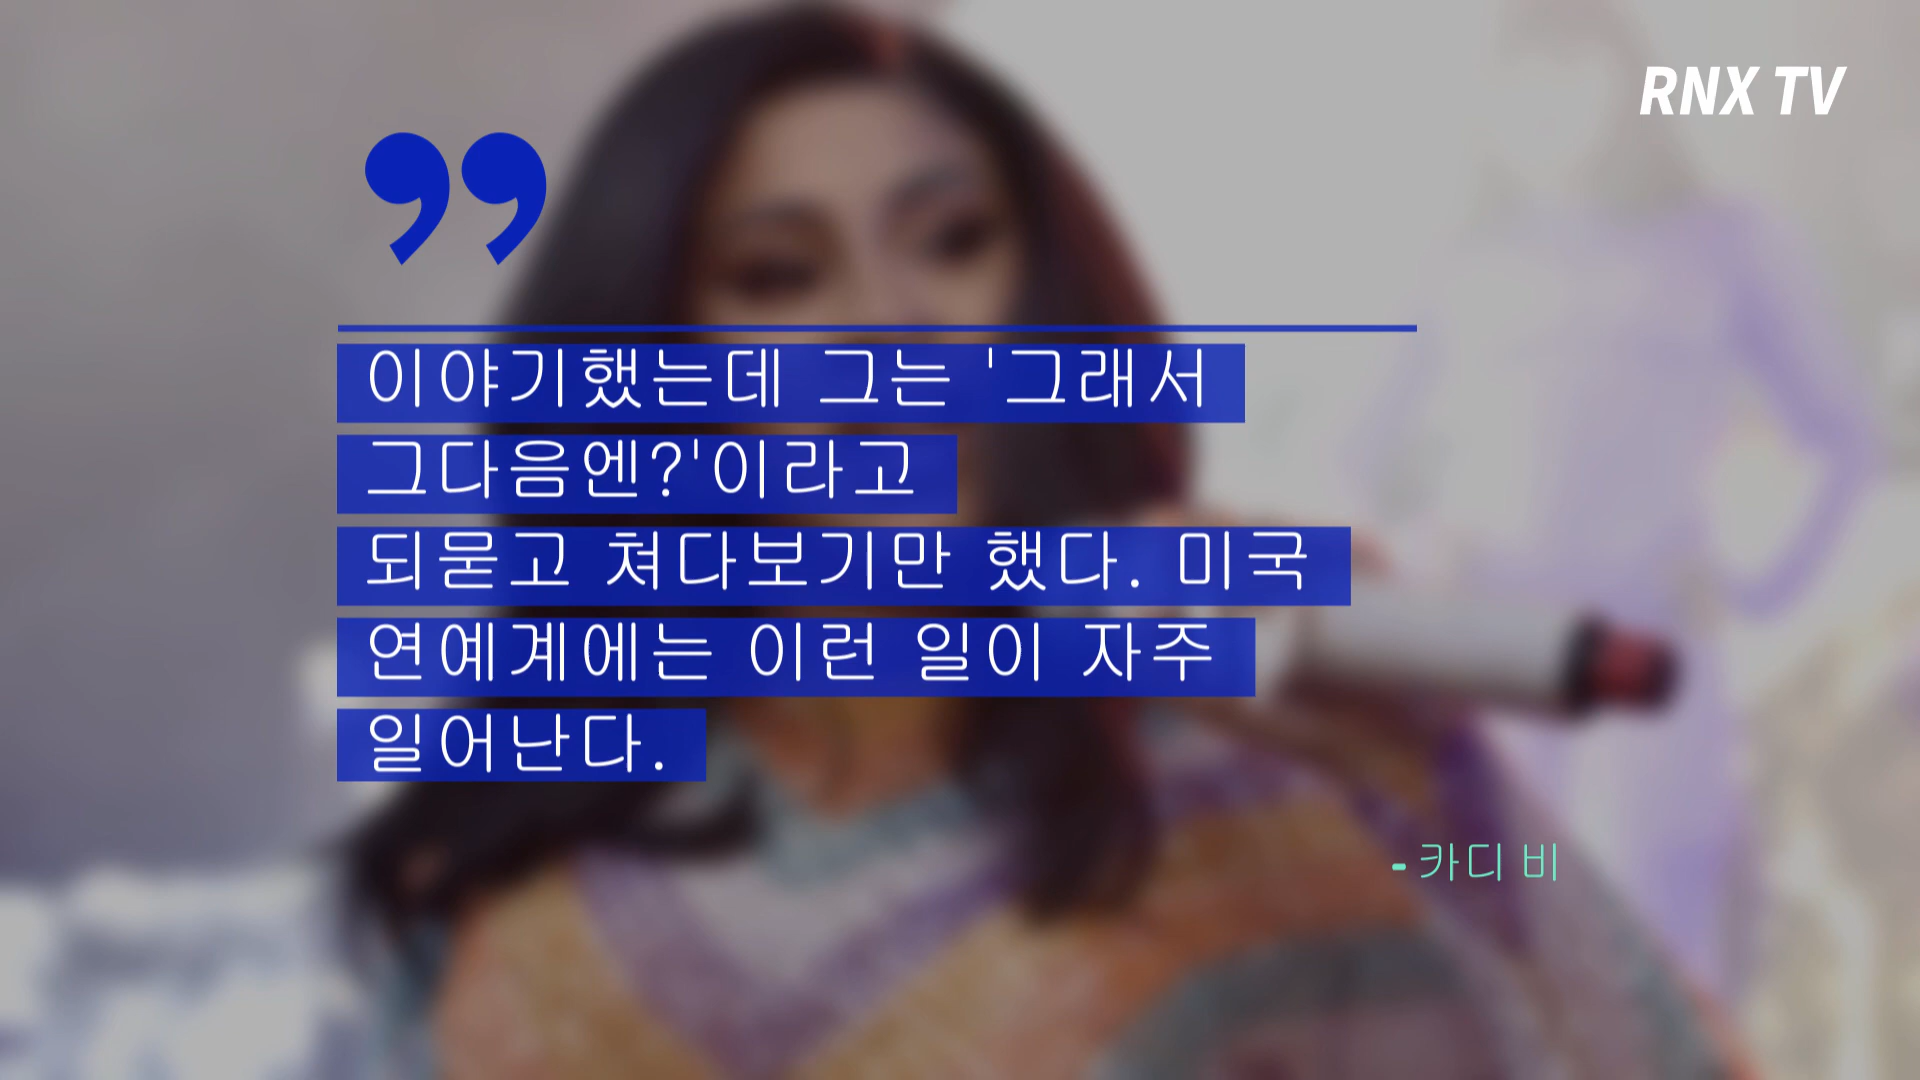 RNX TV
이야기했는데 그는 '그래서
그다음엔?'이라고
되묻고 쳐다보기만 했다. 미국
연예계에는 이런 일이 자주
일어난다.
-카디 비